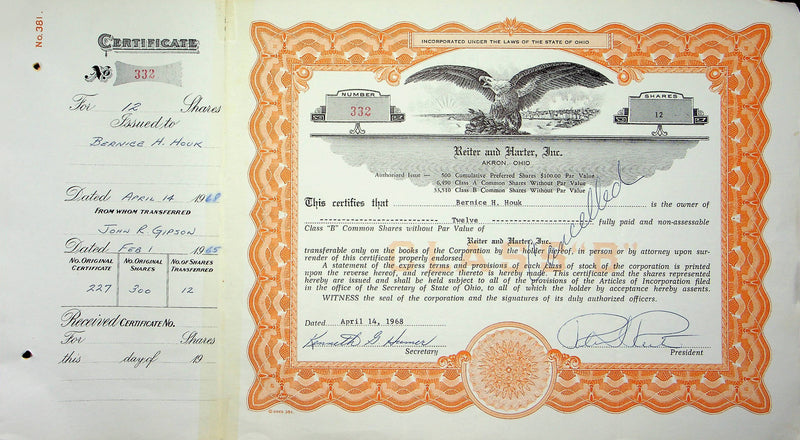 No. 381
CERTIFICATE
No 332
For 12 Shares
Issued to
BERNICE H. HOUK
Dated APRIL 14 1968
FROM WHOM TRANSFERRED
JOHN R. GIPSON
Dated FEB 1 1965
NO. ORIGINAL CERTIFICATE NO. ORIGINAL SHARES NO. OF SHARES TRANSFERRED
227 300 12
Received CERTIFICATE NO.
For Shares
this day of 19
INCORPORATED UNDER THE LAWS OF THE STATE OF OHIO
NUMBER
332
SHARES
12
Reiter and Harter, Inc.
AKRON, OHIO
Authorized Issue — 500 Cumulative Preferred Shares $100.00 Par Value
6,490 Class A Common Shares Without Par Value
33,510 Class B Common Shares Without Par Value
This certifies that Bernice H. Houk is the owner of
Twelve fully paid and non-assessable
Class "B" Common Shares without Par Value of
Reiter and Harter, Inc.
transferable only on the books of the Corporation by the holder hereof, in person or by attorney upon sur-
render of this certificate properly endorsed.
A statement of the express terms and provisions of each class of stock of the corporation is printed
upon the reverse hereof, and reference thereto is hereby made. This certificate and the shares represented
hereby are issued and shall be held subject to all of the provisions of the Articles of Incorporation filed
in the office of the Secretary of State of Ohio, to all of which the holder by acceptance hereby assents.
WITNESS the seal of the corporation and the signatures of its duly authorized officers.
CLASS "B"
Cancelled
Dated April 14, 1968
Secretary
President